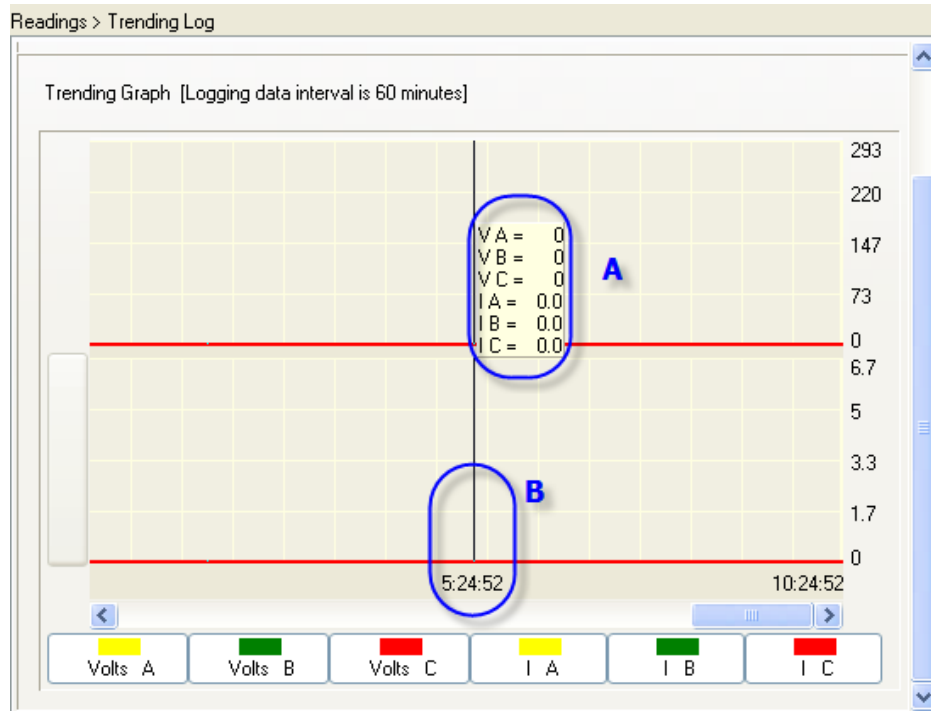 Readings > Trending Log
Trending Graph [Logging data interval is 60 minutes]
293
220
147
73
0
V A = 0
V B = 0
V C = 0
I A = 0.0
I B = 0.0
I C = 0.0
A
6.7
5
3.3
1.7
0
B
5:24:52 10:24:52
Volts A Volts B Volts C I A I B I C